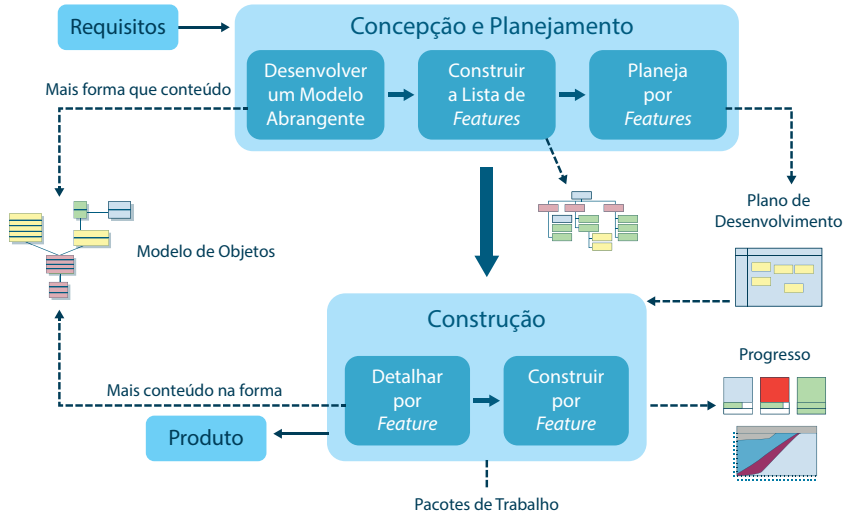 Requisitos
Concepção e Planejamento
Mais forma que conteúdo
Desenvolver
um Modelo
Abrangente
Construir
a Lista de
Features
Planeja
por
Features
Plano de
Desenvolvimento
Modelo de Objetos
Construção
Progresso
Mais conteúdo na forma
Detalhar
por
Feature
Construir
por
Feature
Produto
Pacotes de Trabalho